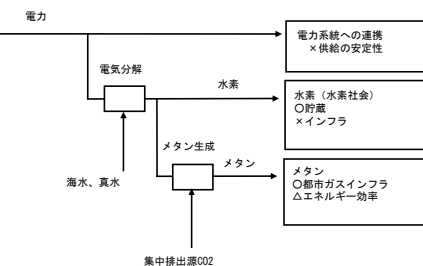 電力
電力系統への連携
×供給の安定性
電気分解
水素
水素（水素社会）
〇貯蔵
×インフラ
メタン生成
メタン
海水、真水
メタン
〇都市ガスインフラ
△エネルギー効率
集中排出源CO2